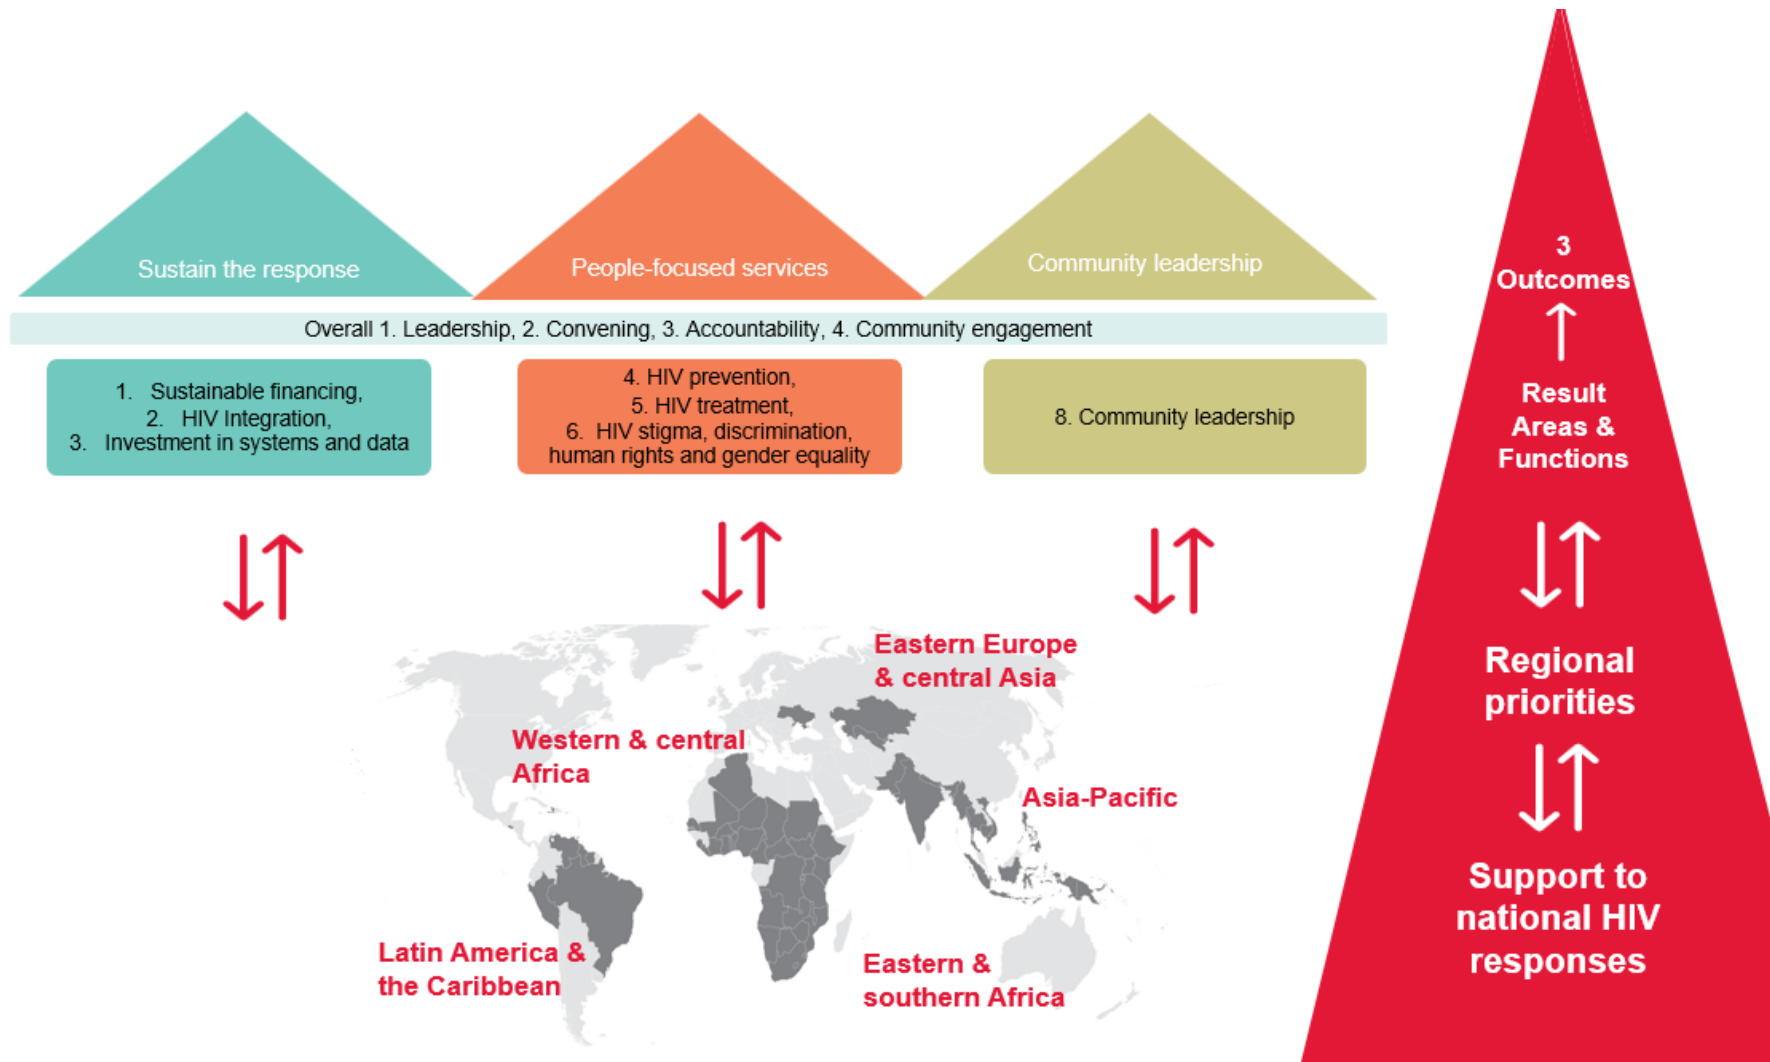 Sustain the response
People-focused services
Community leadership
Overall 1. Leadership, 2. Convening, 3. Accountability, 4. Community engagement
1. Sustainable financing,
2. HIV Integration,
3. Investment in systems and data
4. HIV prevention,
5. HIV treatment,
6. HIV stigma, discrimination,
human rights and gender equality
8. Community leadership
Eastern Europe
& central Asia
Western & central
Africa
Asia-Pacific
Latin America &
the Caribbean
Eastern &
southern Africa
3
Outcomes
Result
Areas &
Functions
Regional
priorities
Support to
national HIV
responses